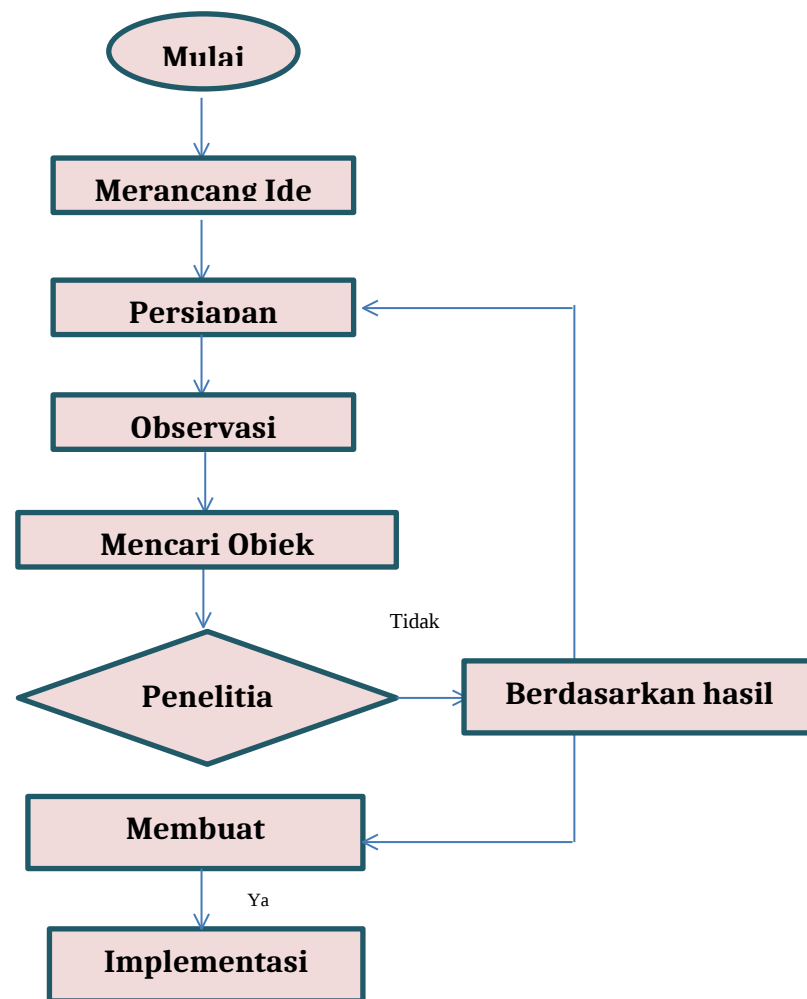 Mulai
Merancang Ide
Persiapan
Observasi
Mencari Objek
Tidak
Penelitia
Berdasarkan hasil
Membuat
Ya
Implementasi